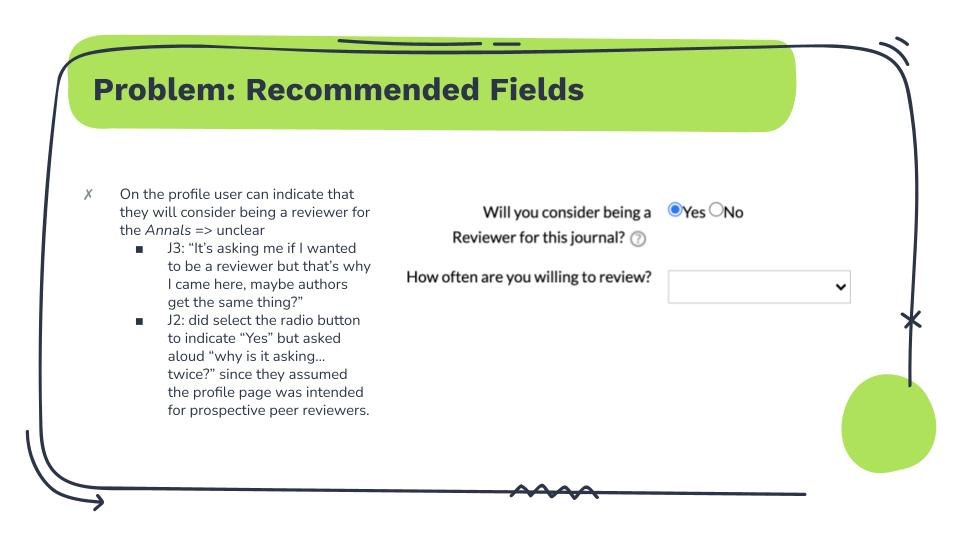 Problem: Recommended Fields
✗ On the profile user can indicate that
they will consider being a reviewer for
the Annals => unclear
■ J3: “It’s asking me if I wanted
to be a reviewer but that’s why
I came here, maybe authors
get the same thing?”
■ J2: did select the radio button
to indicate “Yes” but asked
aloud “why is it asking...
twice?” since they assumed
the profile page was intended
for prospective peer reviewers.
Will you consider being a Yes No
Reviewer for this journal? ?
How often are you willing to review?